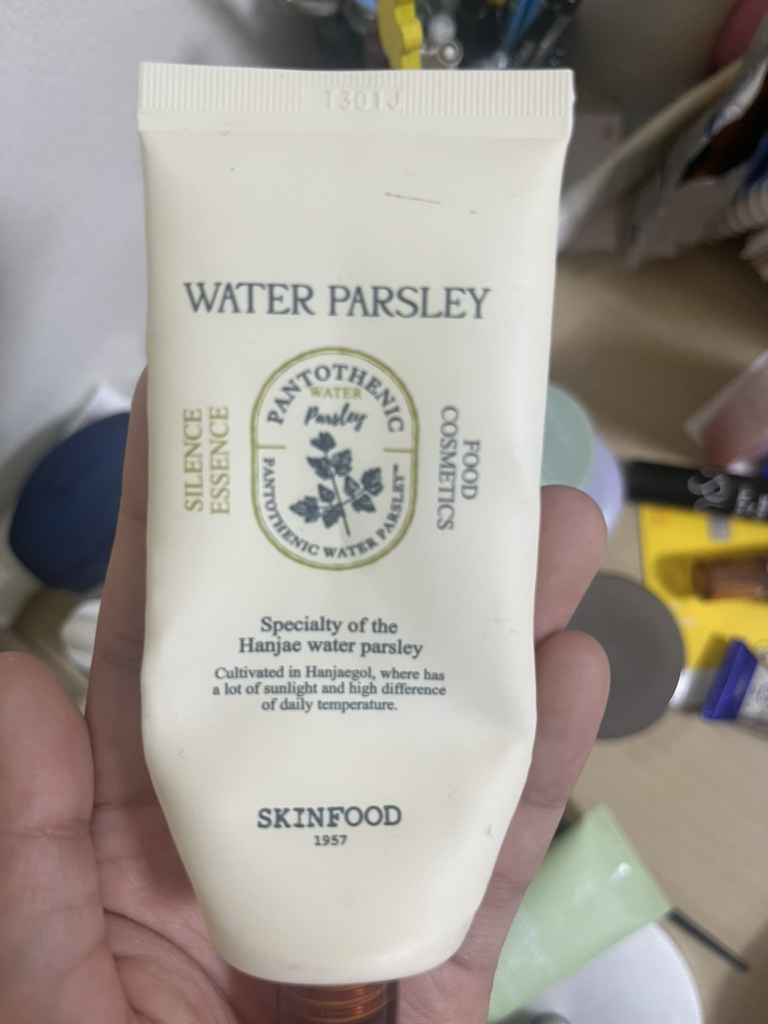 1301J
WATER PARSLEY
PANTOTHENIC
WATER
Parsley
PANTOTHENIC WATER PARSLEY™
SILENCE
ESSENCE
FOOD
COSMETICS
Specialty of the
Hanjae water parsley
Cultivated in Hanjaegol, where has
a lot of sunlight and high difference
of daily temperature.
SKINFOOD
1957